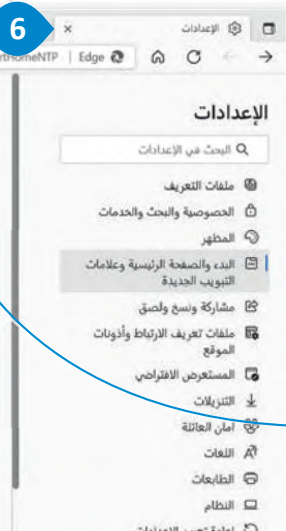 6
الإعدادات
rtHomeNTP | Edge
الإعدادات
البحث في الإعدادات
ملفات التعريف
الخصوصية والبحث والخدمات
المظهر
البدء والصفحة الرئيسية وعلامات
التبويب الجديدة
مشاركة ونسخ ولصق
ملفات تعريف الارتباط وأذونات
الموقع
المستعرض الافتراضي
التنزيلات
امان العائلة
اللغات
الطابعات
النظام